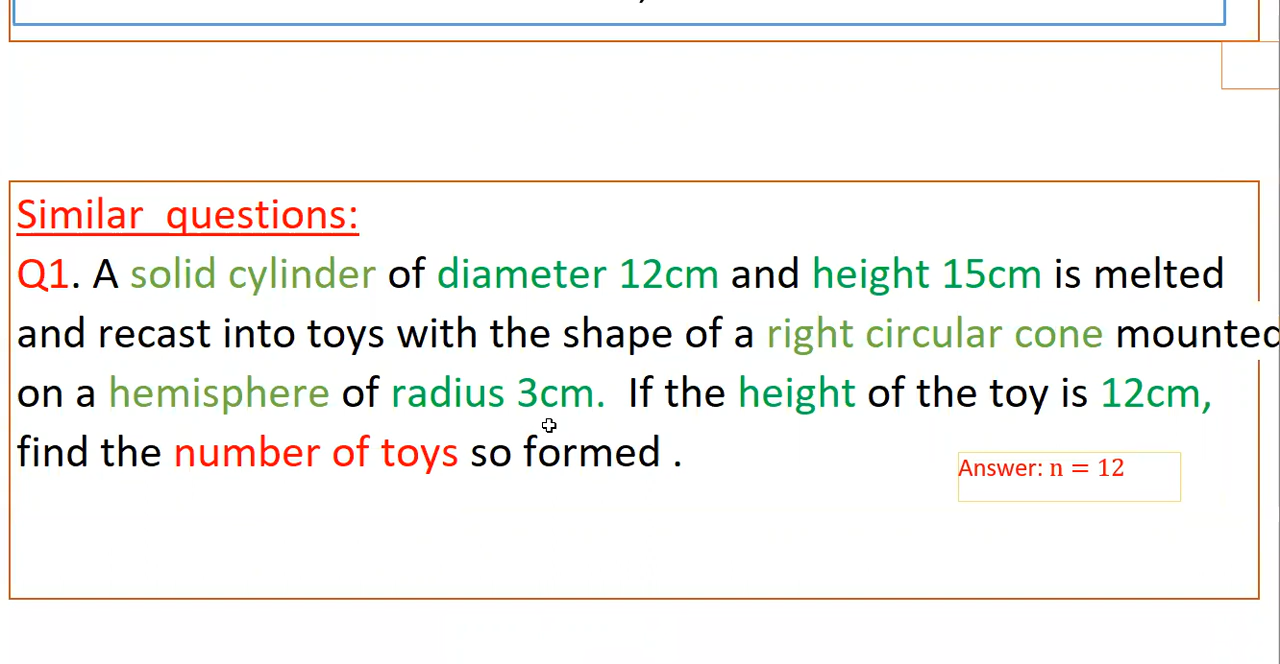 Similar questions:
Q1. A solid cylinder of diameter 12cm and height 15cm is melted
and recast into toys with the shape of a right circular cone mounted
on a hemisphere of radius 3cm. If the height of the toy is 12cm,
find the number of toys so formed .
Answer: n = 12